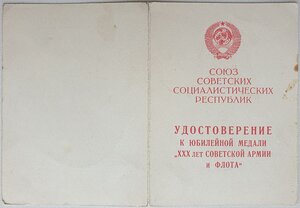 СОЮЗ
СОВЕТСКИХ
СОЦИАЛИСТИЧЕСКИХ
РЕСПУБЛИК
УДОСТОВЕРЕНИЕ
К ЮБИЛЕЙНОЙ МЕДАЛИ
„XXX ЛЕТ СОВЕТСКОЙ АРМИИ
И ФЛОТА“